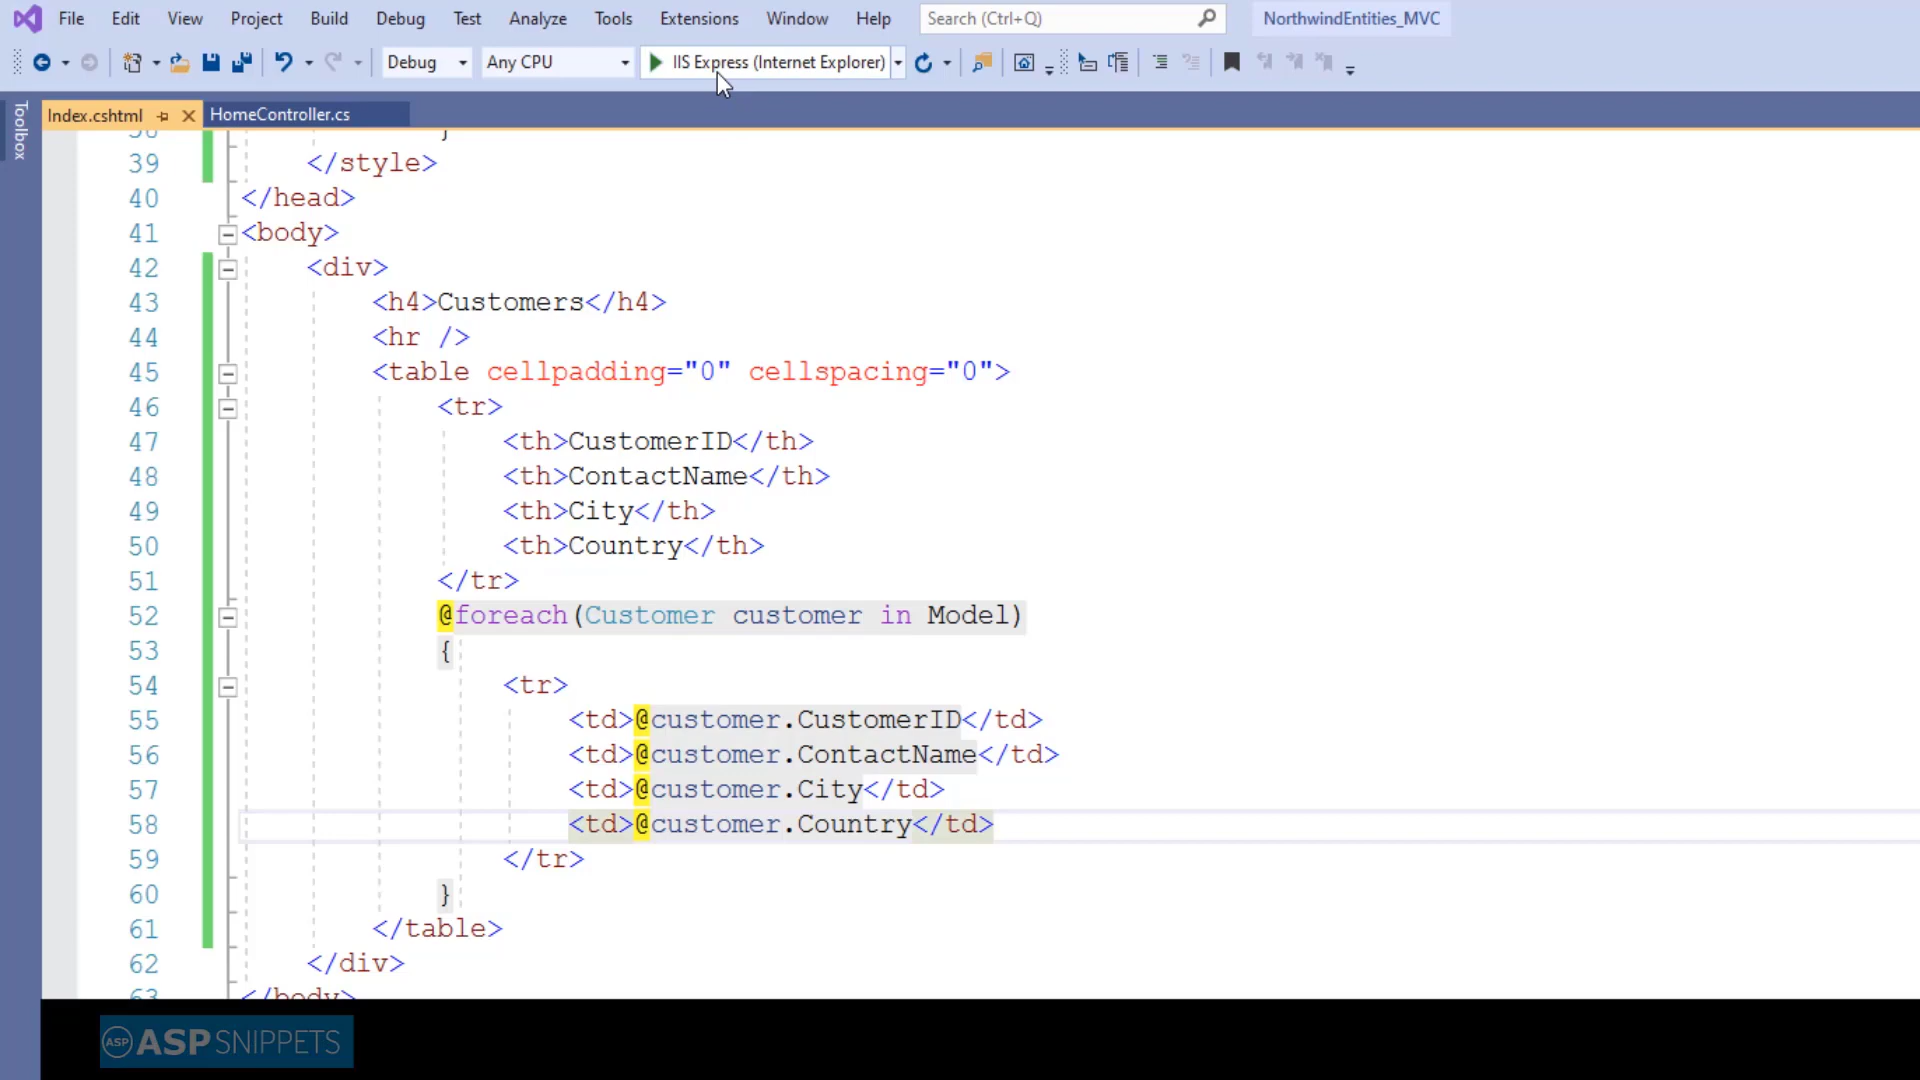 File Edit View Project Build Debug Test Analyze Tools Extensions Window Help Search (Ctrl+Q) NorthwindEntities_MVC
Debug Any CPU IIS Express (Internet Explorer)
Toolbox
Index.cshtml HomeController.cs
38 }
39 </style>
40 </head>
41 <body>
42 <div>
43 <h4>Customers</h4>
44 <hr />
45 <table cellpadding="0" cellspacing="0">
46 <tr>
47 <th>CustomerID</th>
48 <th>ContactName</th>
49 <th>City</th>
50 <th>Country</th>
51 </tr>
52 @foreach(Customer customer in Model)
53 {
54 <tr>
55 <td>@customer.CustomerID</td>
56 <td>@customer.ContactName</td>
57 <td>@customer.City</td>
58 <td>@customer.Country</td>
59 </tr>
60 }
61 </table>
62 </div>
63 </body>
ASP ASPSNIPPETS